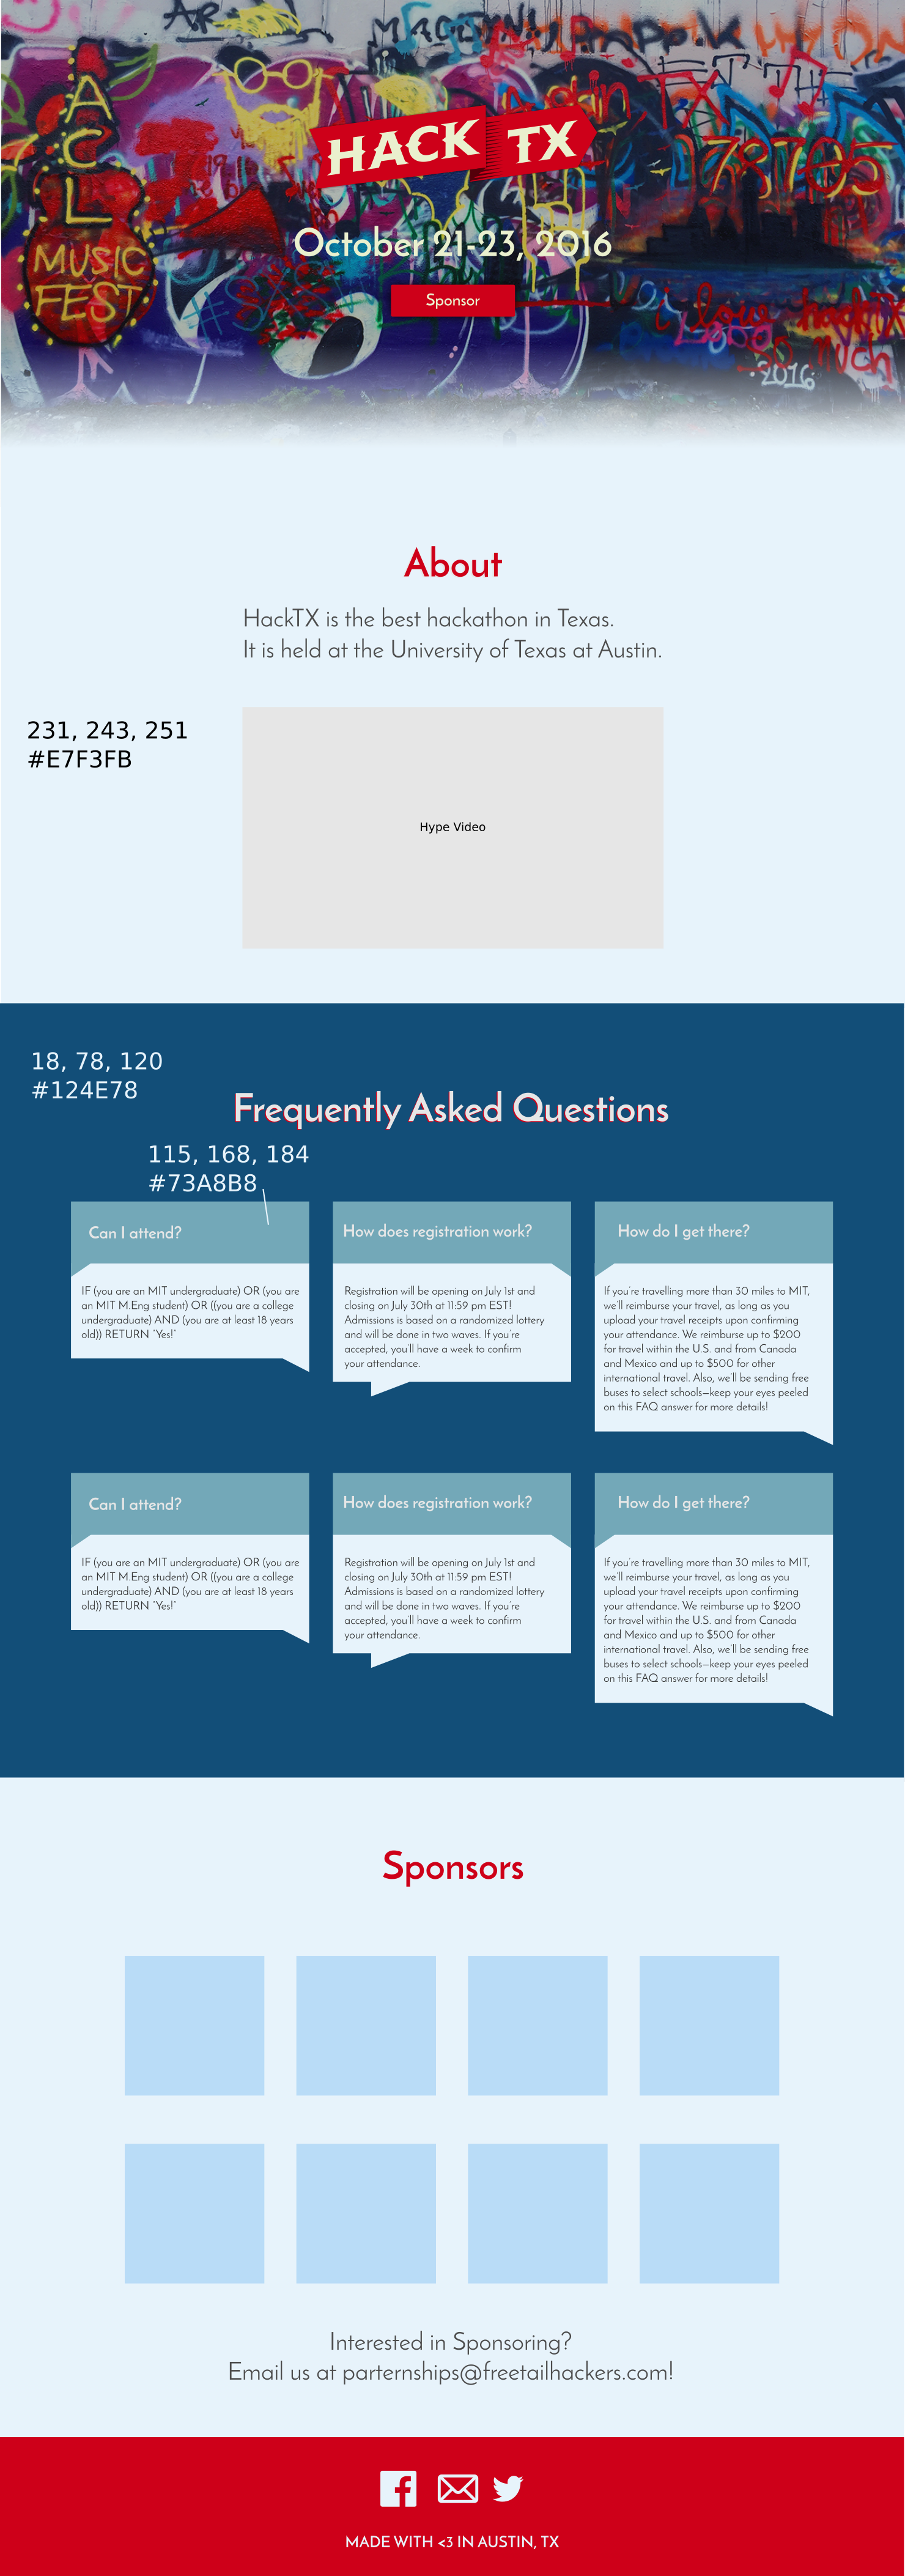 ACL
MUSIC
FEST
78705
HACK TX
October 21-23, 2016
Sponsor
i love hackTX
so much
2016
About
HackTX is the best hackathon in Texas.
It is held at the University of Texas at Austin.
231, 243, 251
#E7F3FB
Hype Video
18, 78, 120
#124E78
Frequently Asked Questions
115, 168, 184
#73A8B8
Can I attend?
IF (you are an MIT undergraduate) OR (you are
an MIT M.Eng student) OR ((you are a college
undergraduate) AND (you are at least 18 years
old)) RETURN "Yes!"
How does registration work?
Registration will be opening on July 1st and
closing on July 30th at 11:59 pm EST!
Admissions is based on a randomized lottery
and will be done in two waves. If you're
accepted, you'll have a week to confirm
your attendance.
How do I get there?
If you're travelling more than 30 miles to MIT,
we'll reimburse your travel, as long as you
upload your travel receipts upon confirming
your attendance. We reimburse up to $200
for travel within the U.S. and from Canada
and Mexico and up to $500 for other
international travel. Also, we'll be sending free
buses to select schools—keep your eyes peeled
on this FAQ answer for more details!
Can I attend?
IF (you are an MIT undergraduate) OR (you are
an MIT M.Eng student) OR ((you are a college
undergraduate) AND (you are at least 18 years
old)) RETURN "Yes!"
How does registration work?
Registration will be opening on July 1st and
closing on July 30th at 11:59 pm EST!
Admissions is based on a randomized lottery
and will be done in two waves. If you're
accepted, you'll have a week to confirm
your attendance.
How do I get there?
If you're travelling more than 30 miles to MIT,
we'll reimburse your travel, as long as you
upload your travel receipts upon confirming
your attendance. We reimburse up to $200
for travel within the U.S. and from Canada
and Mexico and up to $500 for other
international travel. Also, we'll be sending free
buses to select schools—keep your eyes peeled
on this FAQ answer for more details!
Sponsors
Interested in Sponsoring?
Email us at parternships@freetailhackers.com!
MADE WITH <3 IN AUSTIN, TX